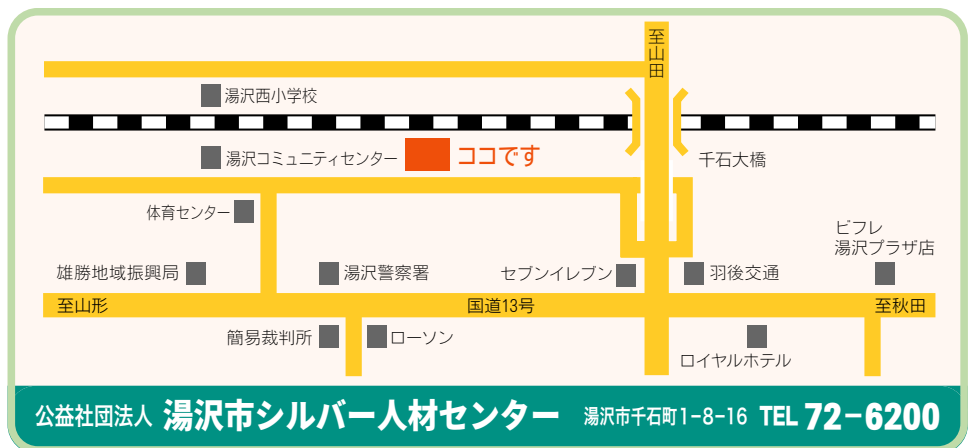 至山田
湯沢西小学校
湯沢コミュニティセンター
ココです
千石大橋
体育センター
ビフレ
湯沢プラザ店
雄勝地域振興局
湯沢警察署
セブンイレブン
羽後交通
至山形
国道13号
至秋田
簡易裁判所
ローソン
ロイヤルホテル
公益社団法人 湯沢市シルバー人材センター 湯沢市千石町1-8-16 TEL 72-6200